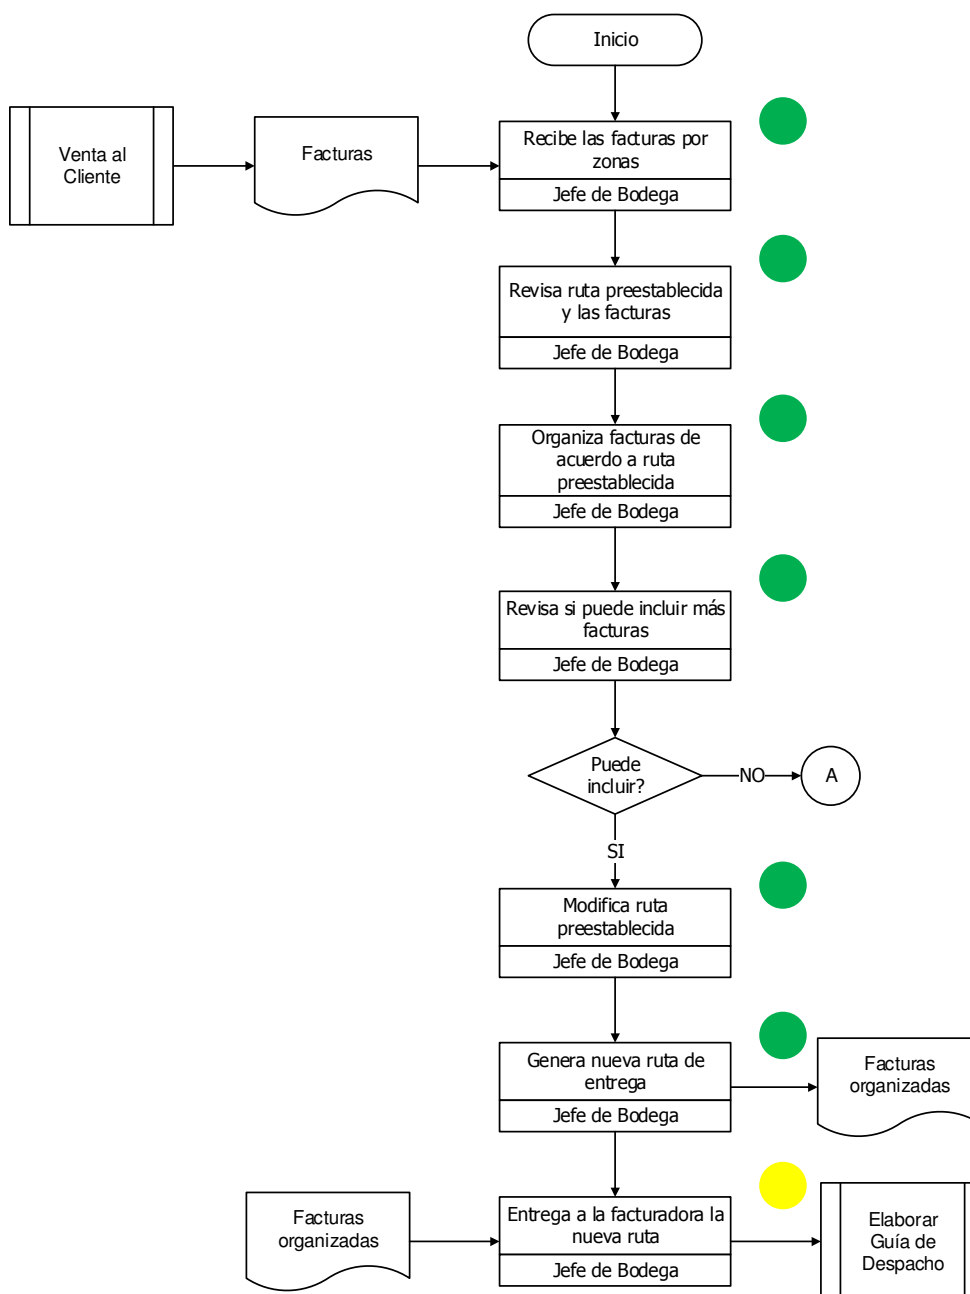 Inicio
Venta al
Cliente
Facturas
Recibe las facturas por
zonas
Jefe de Bodega
Revisa ruta preestablecida
y las facturas
Jefe de Bodega
Organiza facturas de
acuerdo a ruta
preestablecida
Jefe de Bodega
Revisa si puede incluir más
facturas
Jefe de Bodega
Puede
incluir?
NO
A
SI
Modifica ruta
preestablecida
Jefe de Bodega
Genera nueva ruta de
entrega
Jefe de Bodega
Facturas
organizadas
Facturas
organizadas
Entrega a la facturadora la
nueva ruta
Jefe de Bodega
Elaborar
Guía de
Despacho